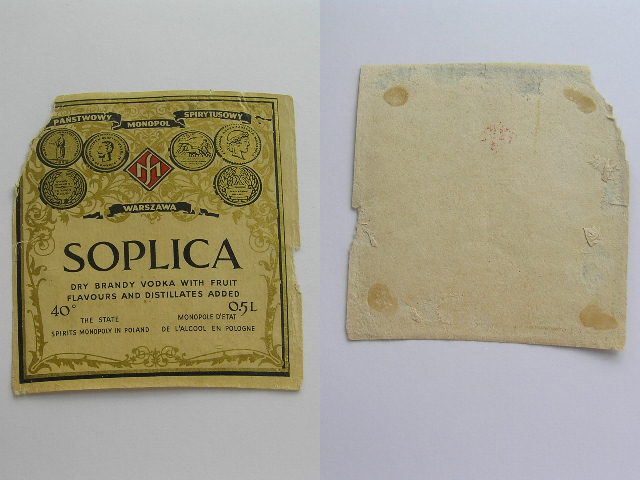 PAŃSTWOWY MONOPOL SPIRYTUSOWY
WARSZAWA
SOPLICA
DRY BRANDY VODKA WITH FRUIT
FLAVOURS AND DISTILLATES ADDED
40° 0.5 L
THE STATE MONOPOLE D'ETAT
SPIRITS MONOPOLY IN POLAND DE L'ALCOOL EN POLOGNE